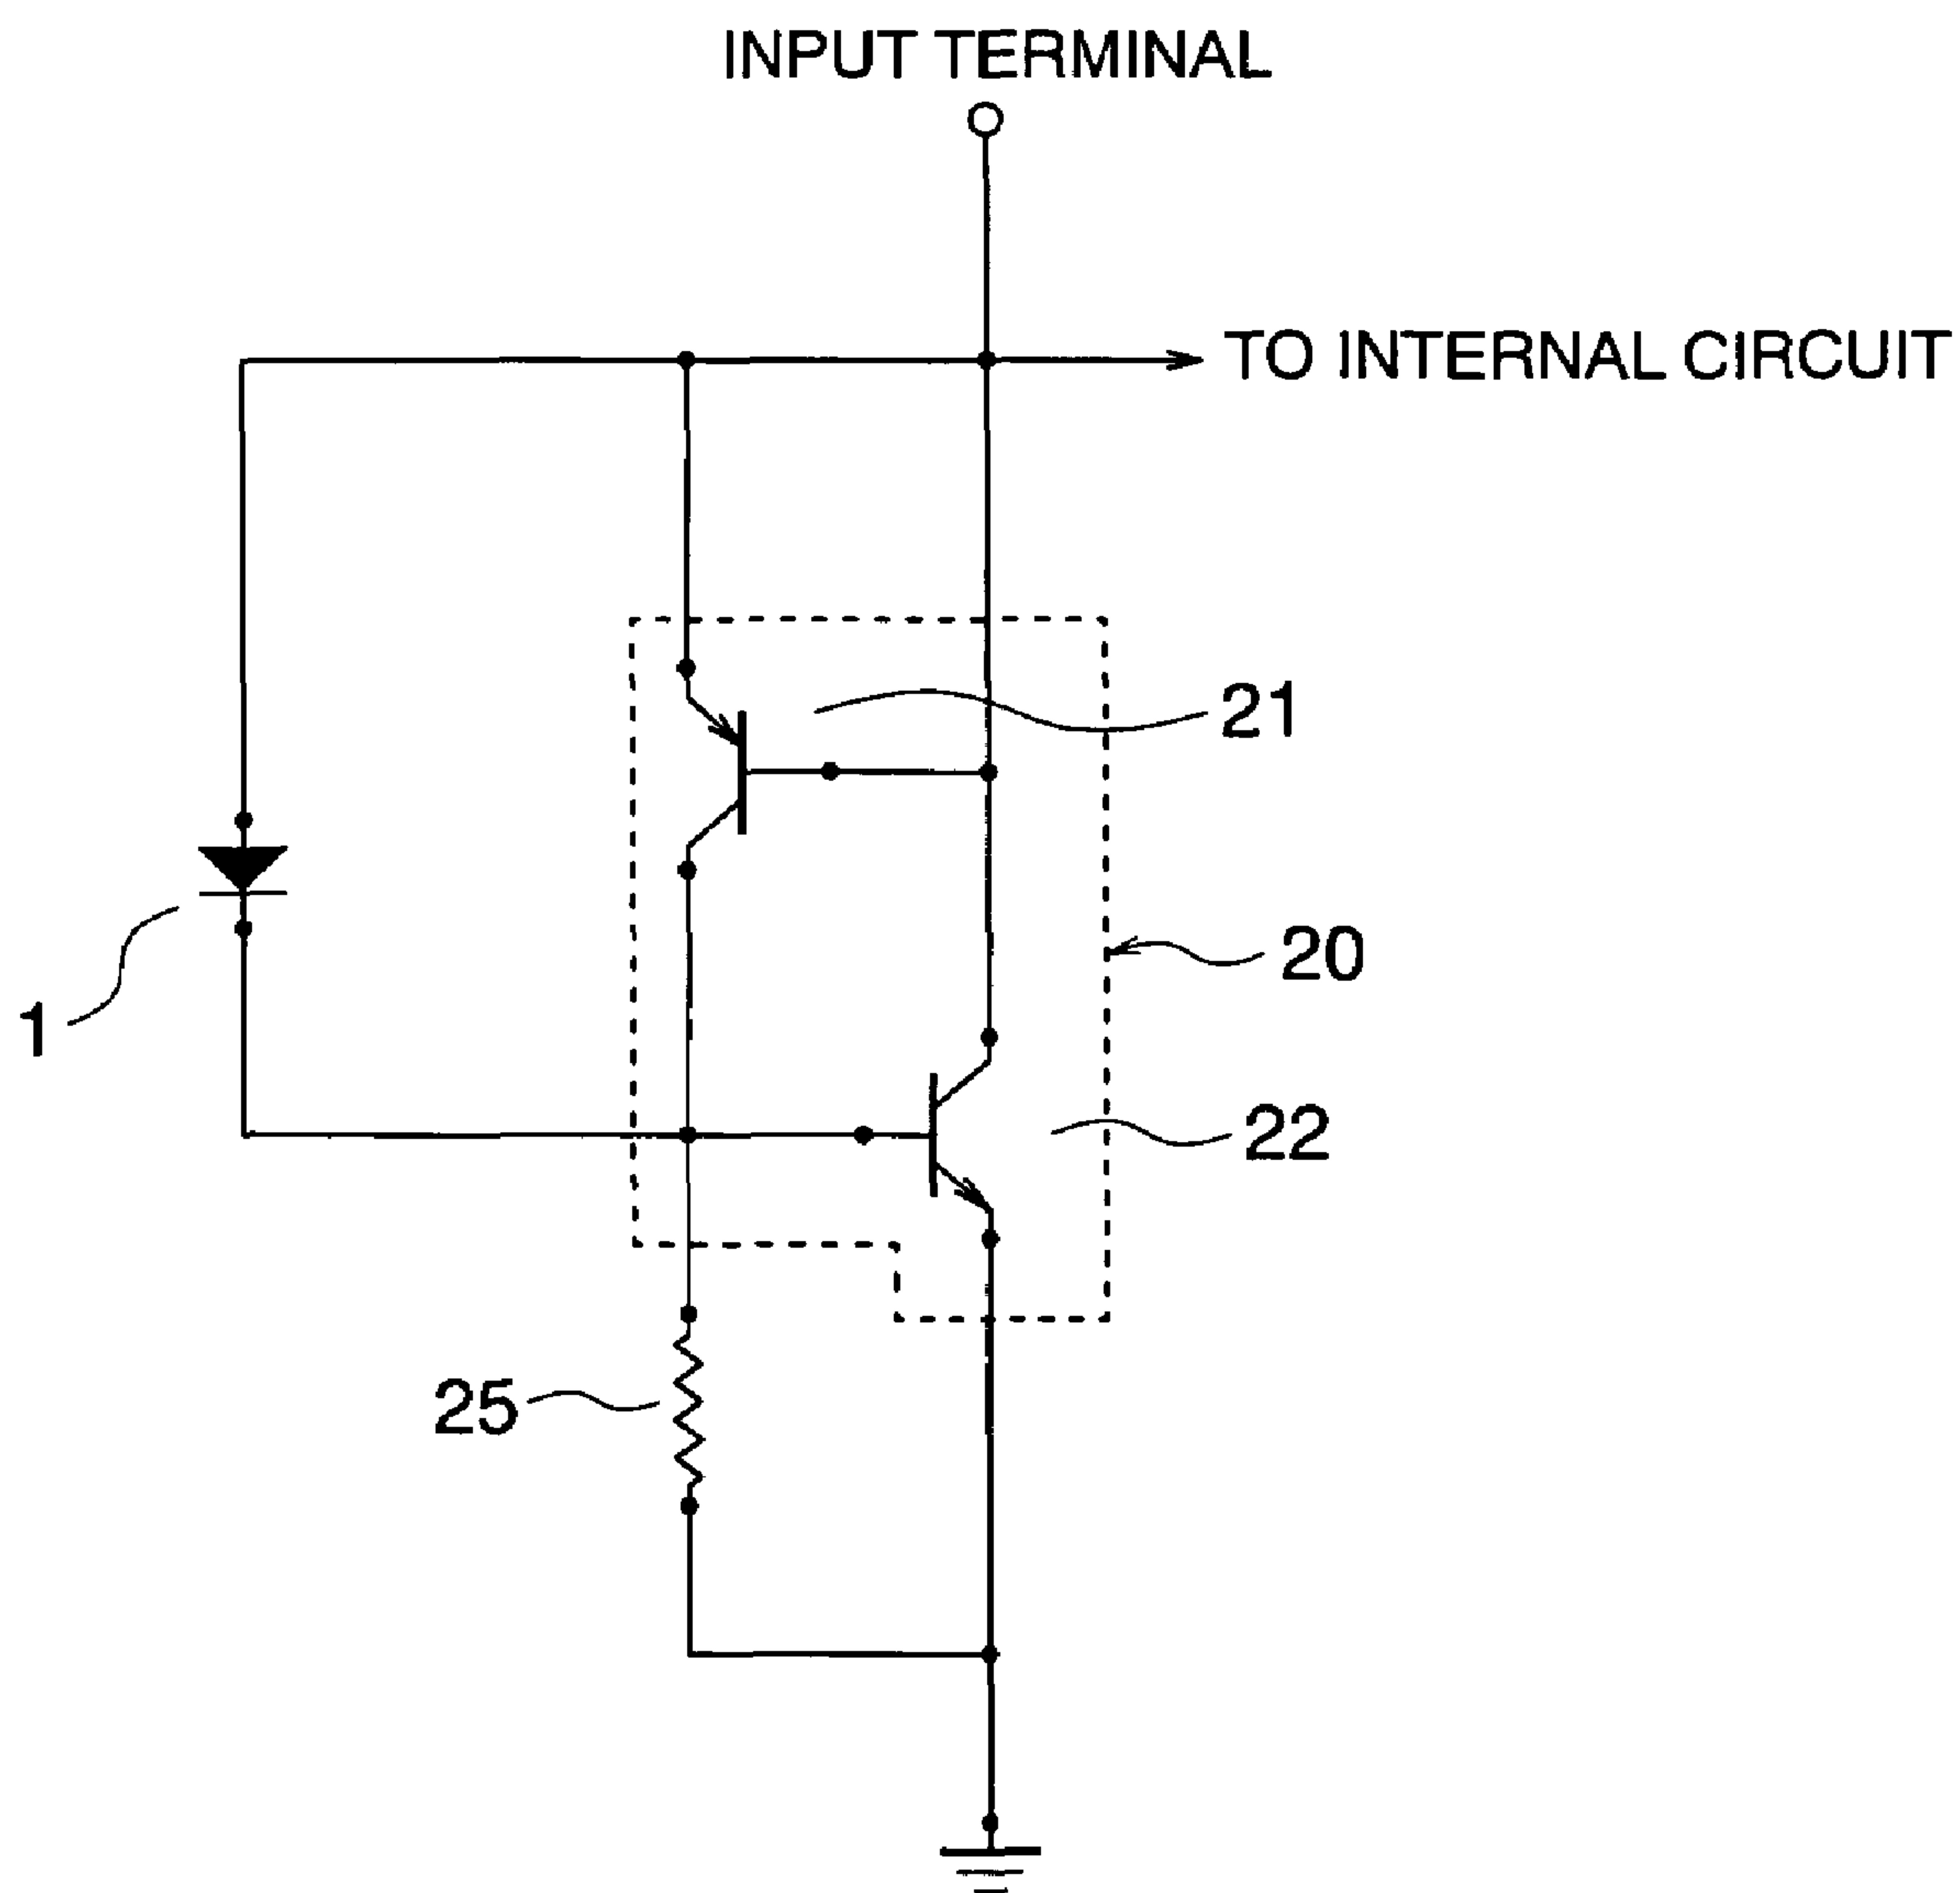 INPUT TERMINAL
TO INTERNAL CIRCUIT
21
20
1
22
25